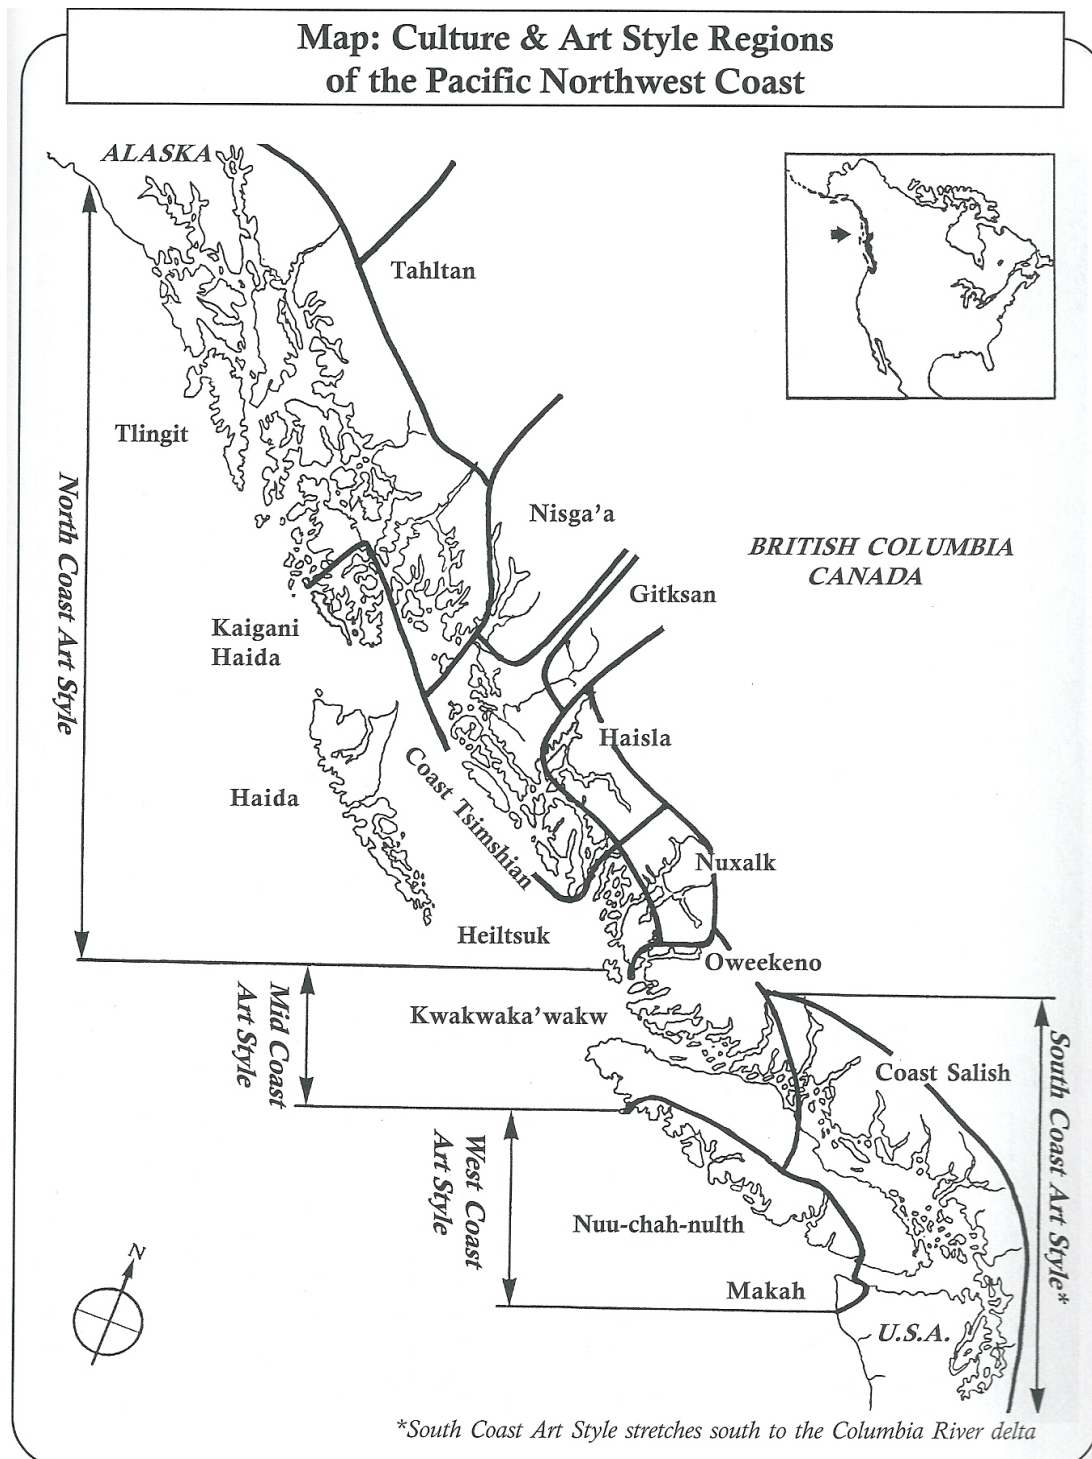 Map: Culture & Art Style Regions
of the Pacific Northwest Coast
ALASKA
Tahltan
Tlingit
North Coast Art Style
Nisga'a
BRITISH COLUMBIA
CANADA
Gitksan
Kaigani
Haida
Haisla
Haida
Coast Tsimshian
Nuxalk
Heiltsuk
Oweekeno
Mid Coast
Art Style
Kwakwaka'wakw
Coast Salish
South Coast Art Style*
West Coast
Art Style
Nuu-chah-nulth
N
Makah
U.S.A.
*South Coast Art Style stretches south to the Columbia River delta